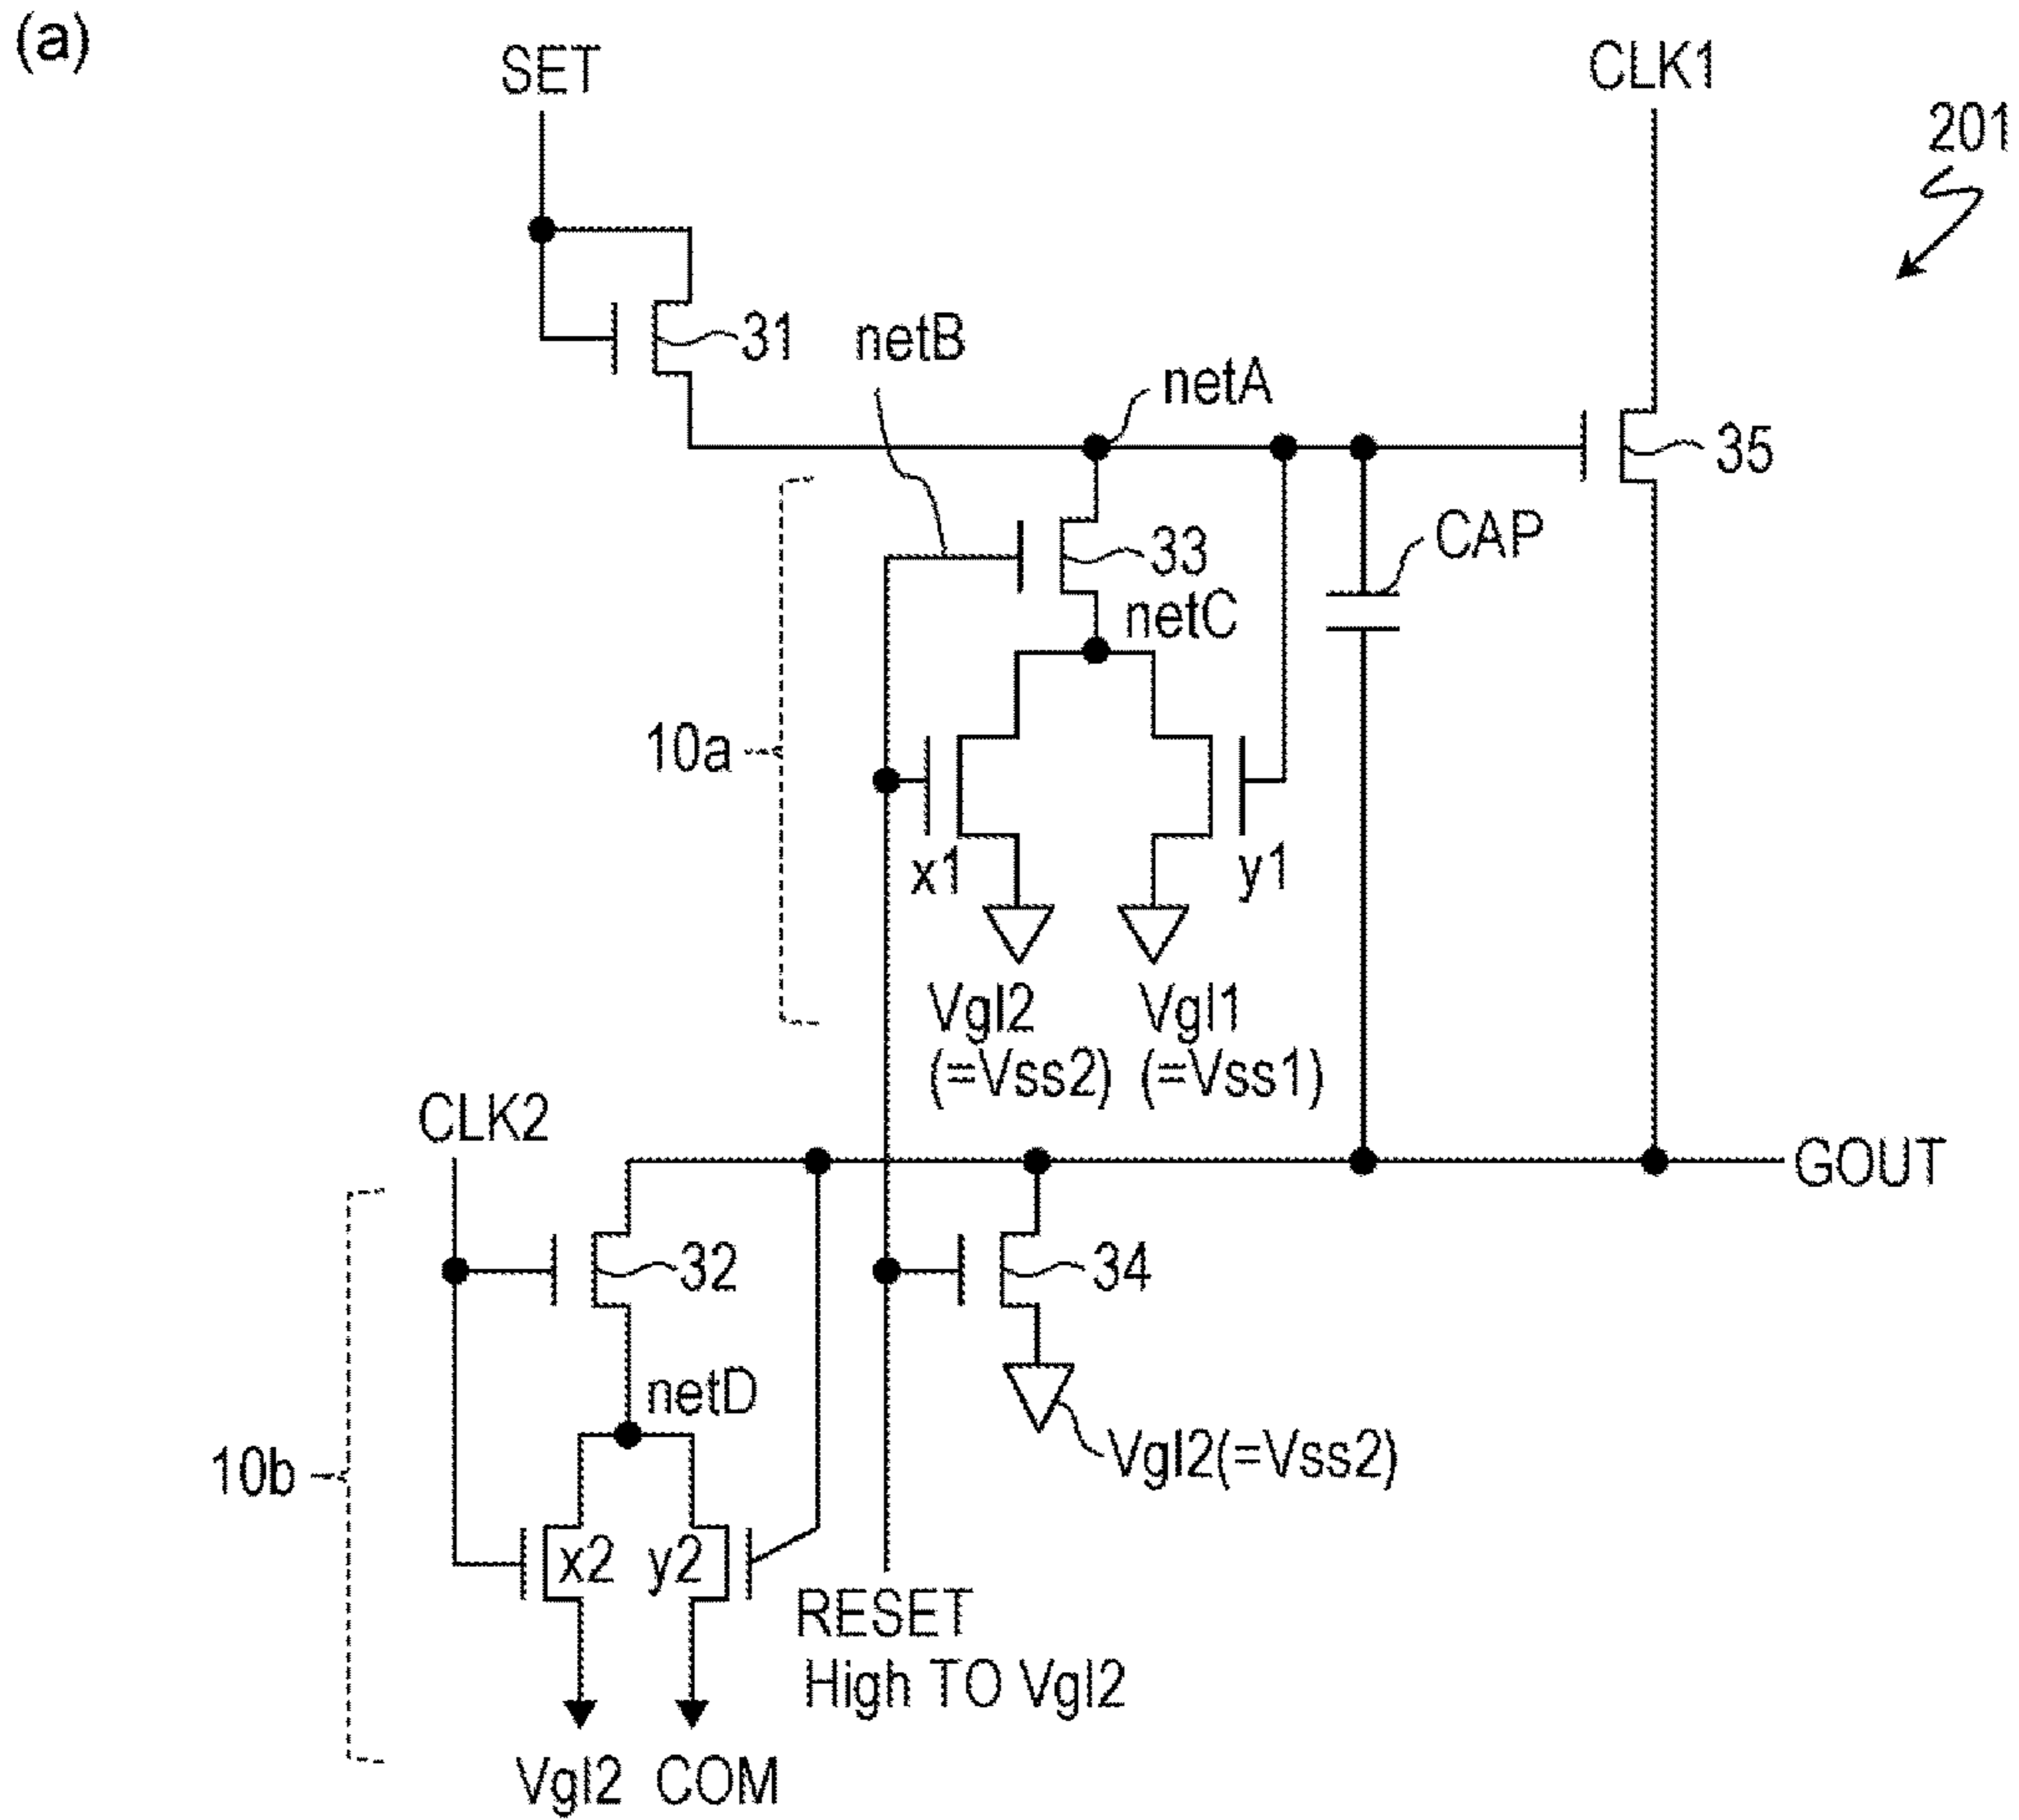 (a)
SET
CLK1
201
31
netB
netA
35
CAP
33
netC
10a
x1
y1
Vgl2
(=Vss2)
Vgl1
(=Vss1)
CLK2
GOUT
32
34
netD
Vgl2(=Vss2)
10b
x2
y2
RESET
High TO Vgl2
Vgl2
COM